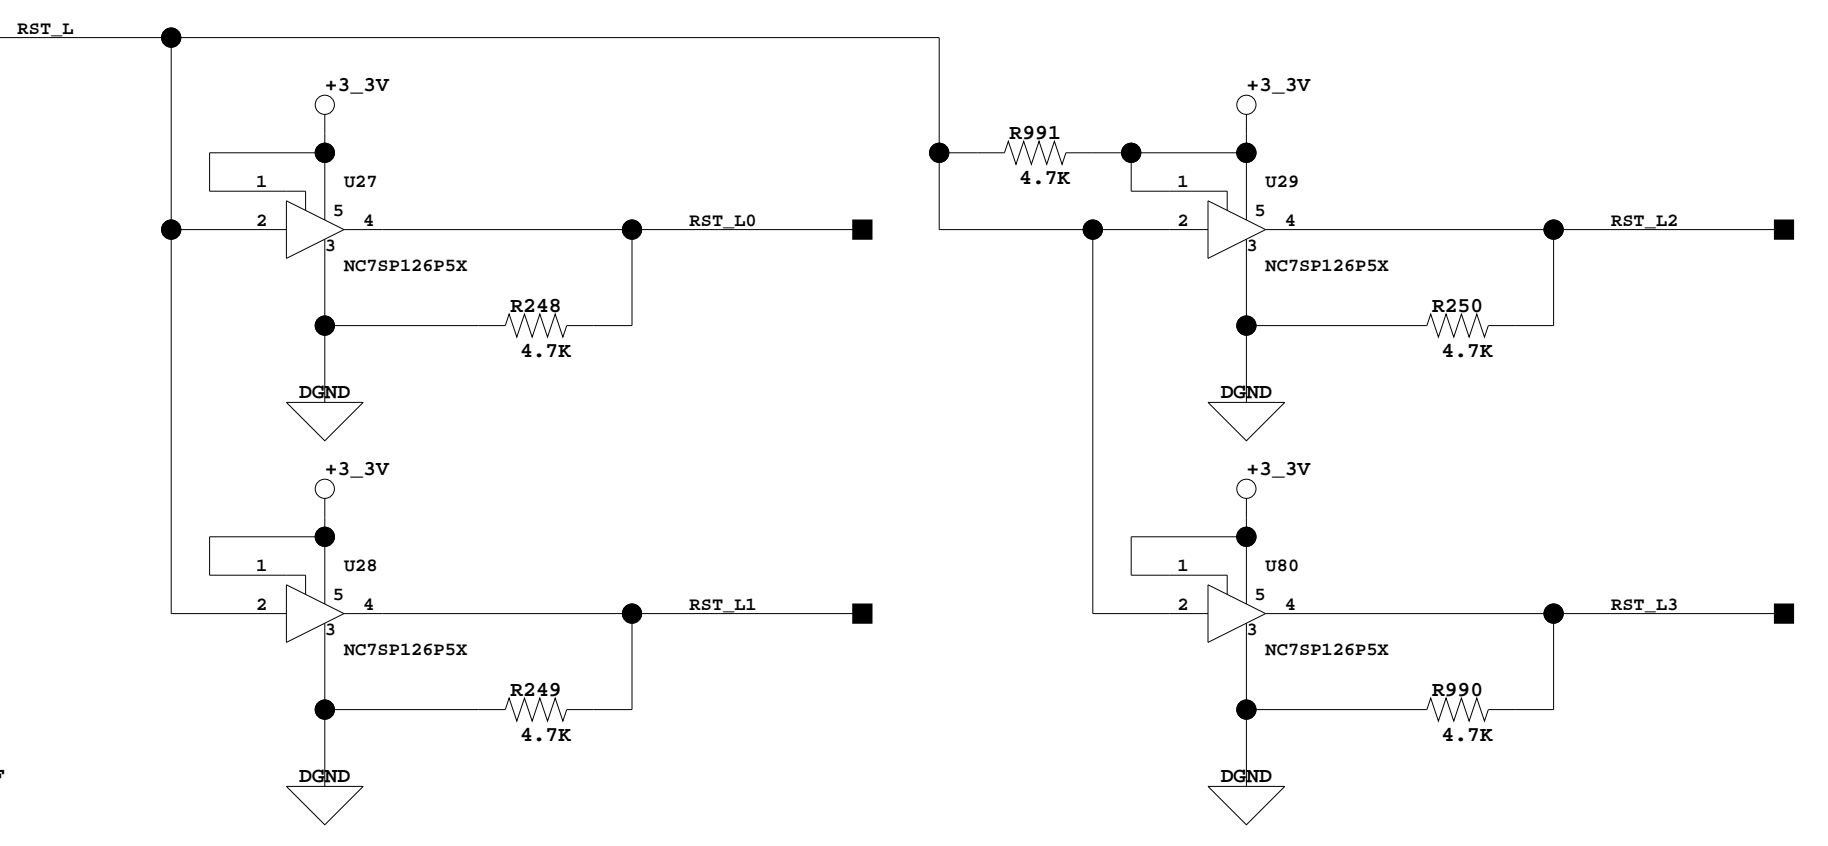 RST_L
+3_3V
1
U27
5
2
4
RST_L0
3
NC7SP126P5X
R248
4.7K
DGND
+3_3V
R991
4.7K
1
U29
5
2
4
RST_L2
3
NC7SP126P5X
R250
4.7K
DGND
+3_3V
1
U28
5
2
4
RST_L1
3
NC7SP126P5X
R249
4.7K
DGND
+3_3V
1
U80
5
2
4
RST_L3
3
NC7SP126P5X
R990
4.7K
DGND